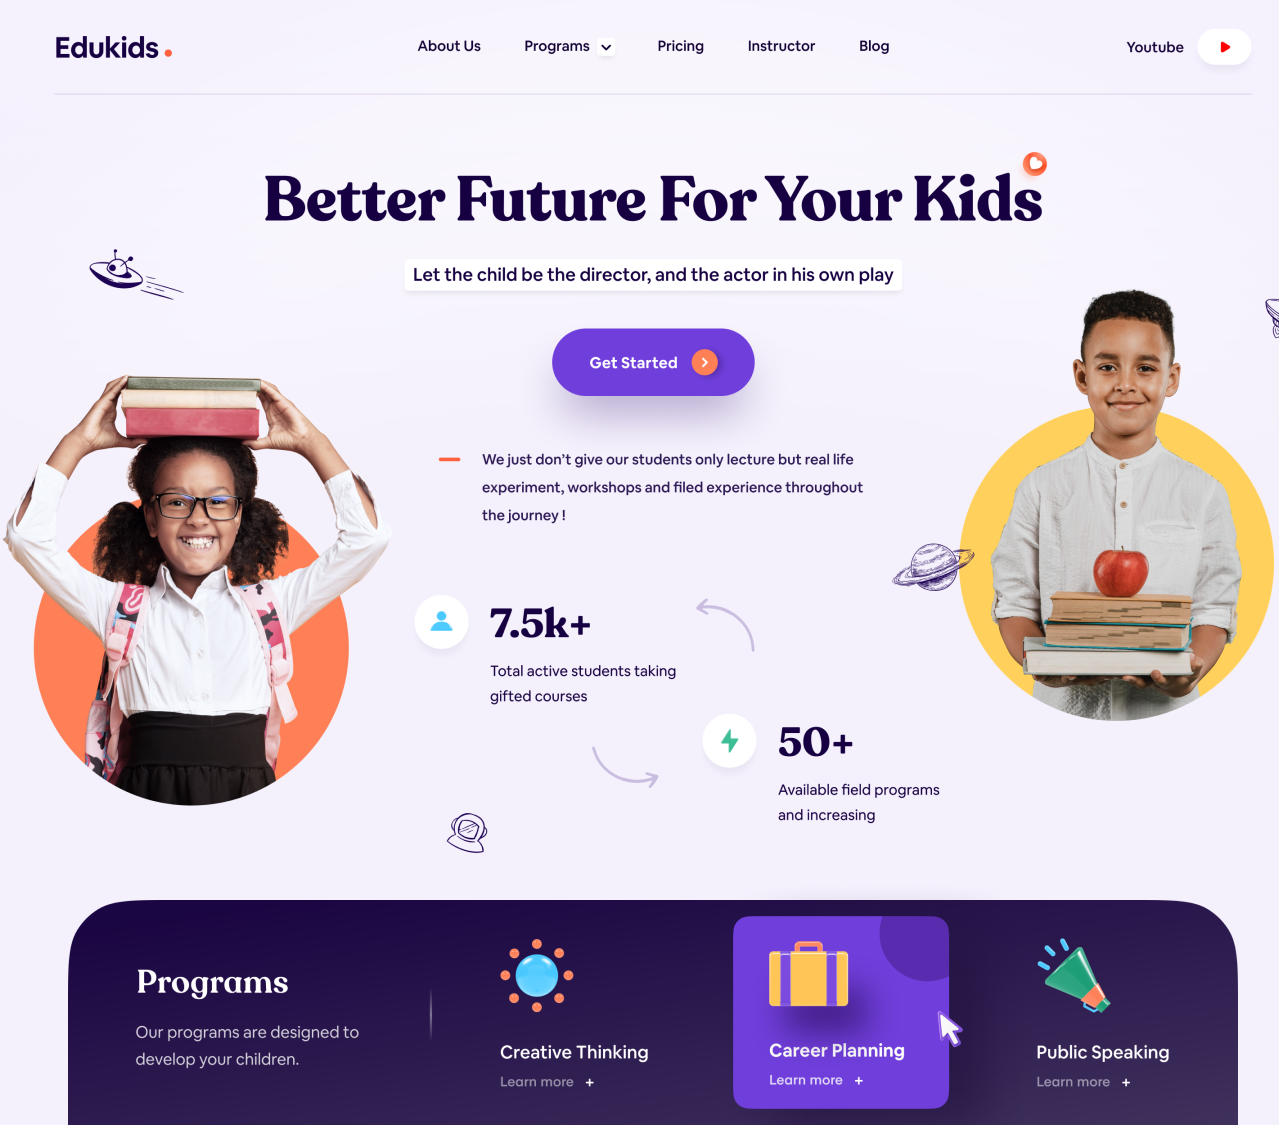 Edukids
About Us
Programs
Pricing
Instructor
Blog
Youtube
Better Future For Your Kids
Let the child be the director, and the actor in his own play
Get Started
We just don't give our students only lecture but real life
experiment, workshops and filed experience throughout
the journey !
7.5k+
Total active students taking
gifted courses
50+
Available field programs
and increasing
Programs
Our programs are designed to
develop your children.
Creative Thinking
Learn more +
Career Planning
Learn more +
Public Speaking
Learn more +